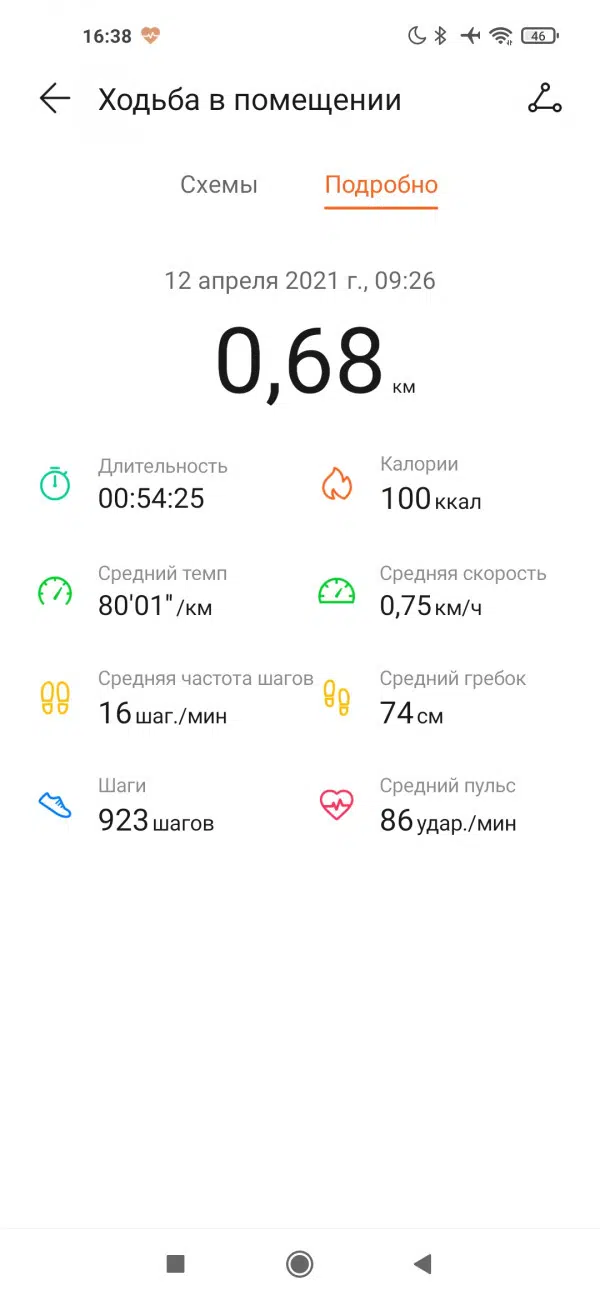 16:38
46
Ходьба в помещении
Схемы
Подробно
12 апреля 2021 г., 09:26
0,68 км
Длительность
00:54:25
Калории
100 ккал
Средний темп
80'01" /км
Средняя скорость
0,75 км/ч
Средняя частота шагов
16 шаг./мин
Средний гребок
74 см
Шаги
923 шагов
Средний пульс
86 удар./мин